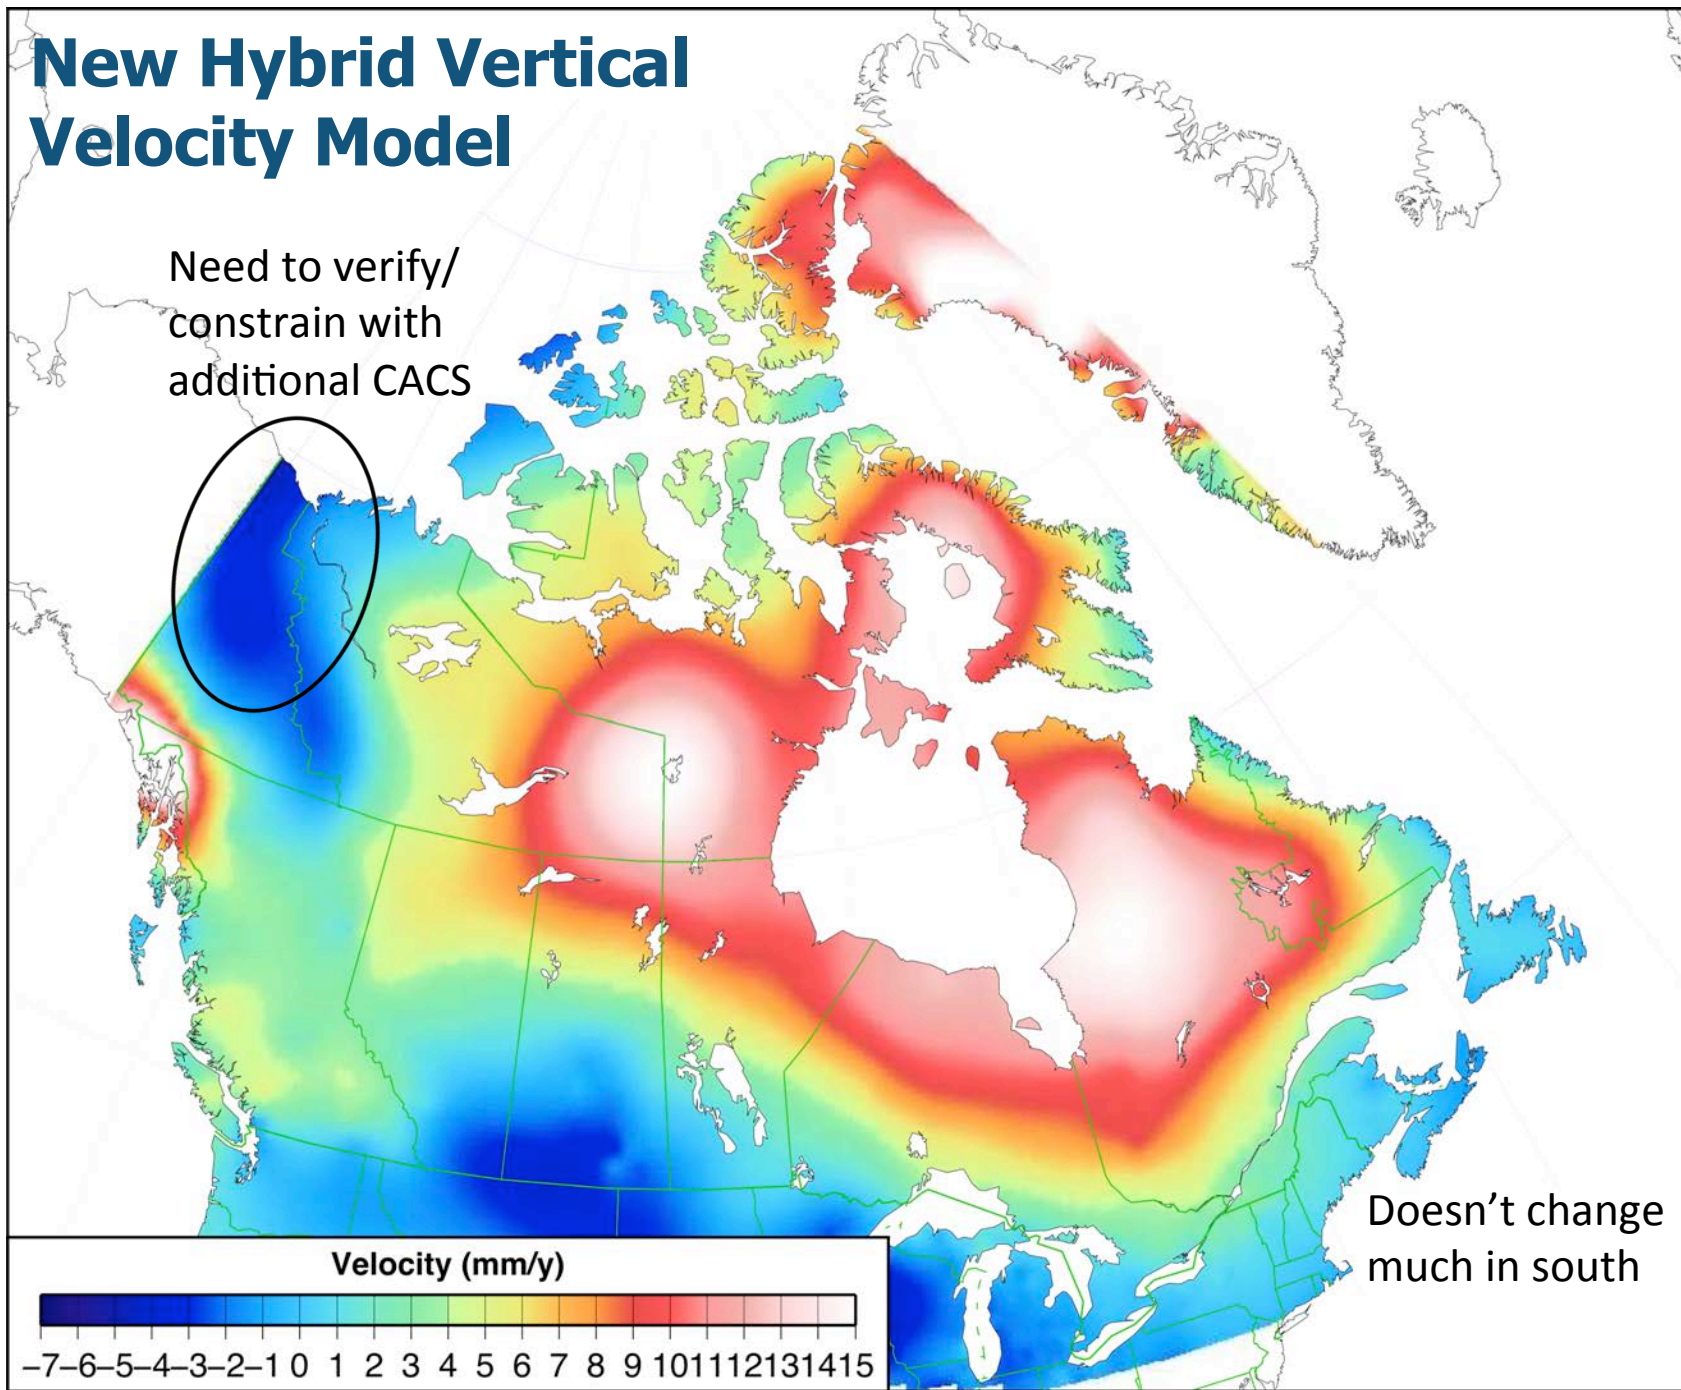 New Hybrid Vertical
Velocity Model
Need to verify/
constrain with
additional CACS
Doesn’t change
much in south
Velocity (mm/y)
–7–6–5–4–3–2–1 0 1 2 3 4 5 6 7 8 9 10 11 12 13 14 15